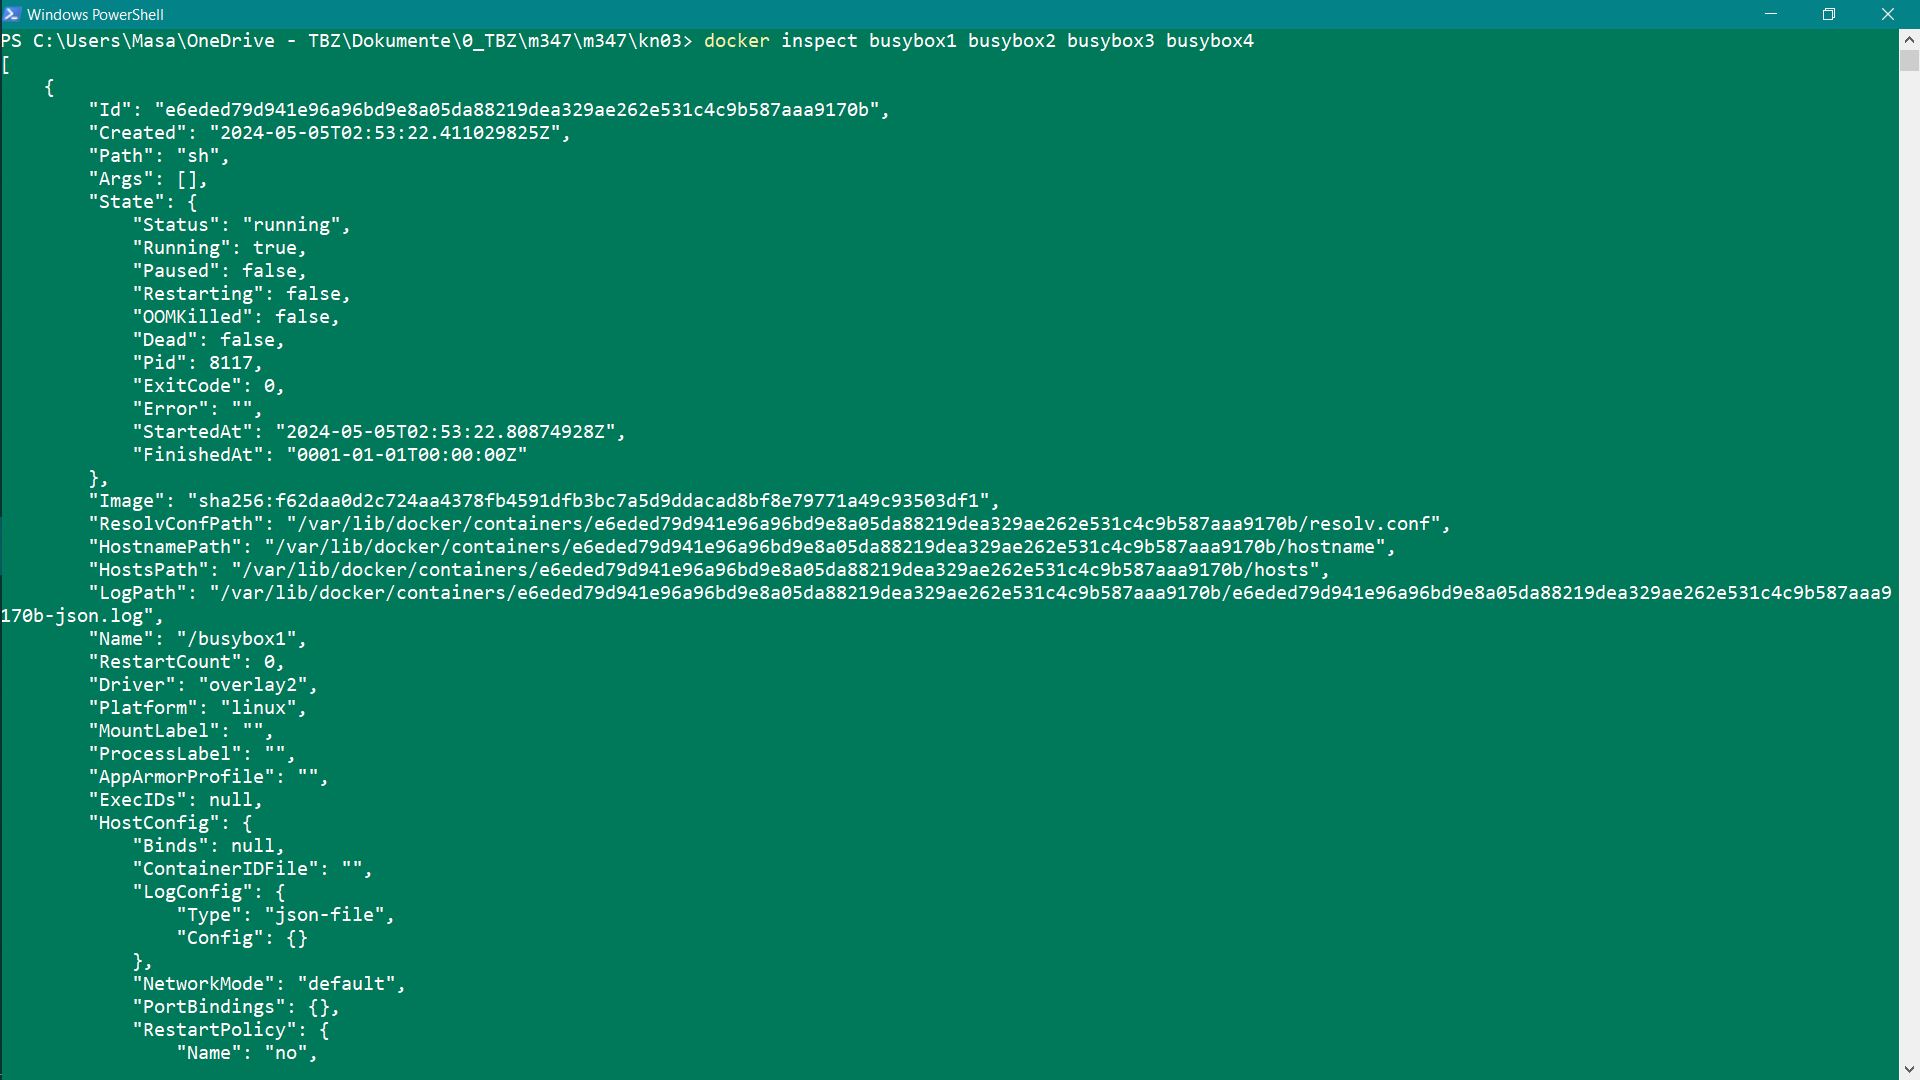 Windows PowerShell
PS C:\Users\Masa\OneDrive - TBZ\Dokumente\0_TBZ\m347\m347\kn03> docker inspect busybox1 busybox2 busybox3 busybox4
[
    {
        "Id": "e6eded79d941e96a96bd9e8a05da88219dea329ae262e531c4c9b587aaa9170b",
        "Created": "2024-05-05T02:53:22.411029825Z",
        "Path": "sh",
        "Args": [],
        "State": {
            "Status": "running",
            "Running": true,
            "Paused": false,
            "Restarting": false,
            "OOMKilled": false,
            "Dead": false,
            "Pid": 8117,
            "ExitCode": 0,
            "Error": "",
            "StartedAt": "2024-05-05T02:53:22.80874928Z",
            "FinishedAt": "0001-01-01T00:00:00Z"
        },
        "Image": "sha256:f62daa0d2c724aa4378fb4591dfb3bc7a5d9ddacad8bf8e79771a49c93503df1",
        "ResolvConfPath": "/var/lib/docker/containers/e6eded79d941e96a96bd9e8a05da88219dea329ae262e531c4c9b587aaa9170b/resolv.conf",
        "HostnamePath": "/var/lib/docker/containers/e6eded79d941e96a96bd9e8a05da88219dea329ae262e531c4c9b587aaa9170b/hostname",
        "HostsPath": "/var/lib/docker/containers/e6eded79d941e96a96bd9e8a05da88219dea329ae262e531c4c9b587aaa9170b/hosts",
        "LogPath": "/var/lib/docker/containers/e6eded79d941e96a96bd9e8a05da88219dea329ae262e531c4c9b587aaa9170b/e6eded79d941e96a96bd9e8a05da88219dea329ae262e531c4c9b587aaa9
170b-json.log",
        "Name": "/busybox1",
        "RestartCount": 0,
        "Driver": "overlay2",
        "Platform": "linux",
        "MountLabel": "",
        "ProcessLabel": "",
        "AppArmorProfile": "",
        "ExecIDs": null,
        "HostConfig": {
            "Binds": null,
            "ContainerIDFile": "",
            "LogConfig": {
                "Type": "json-file",
                "Config": {}
            },
            "NetworkMode": "default",
            "PortBindings": {},
            "RestartPolicy": {
                "Name": "no",